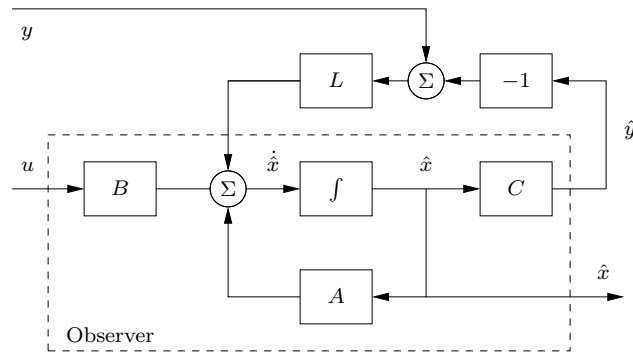 y
L
Σ
−1
ŷ
u
B
Σ
ẋ̂
∫
x̂
C
x̂
A
Observer